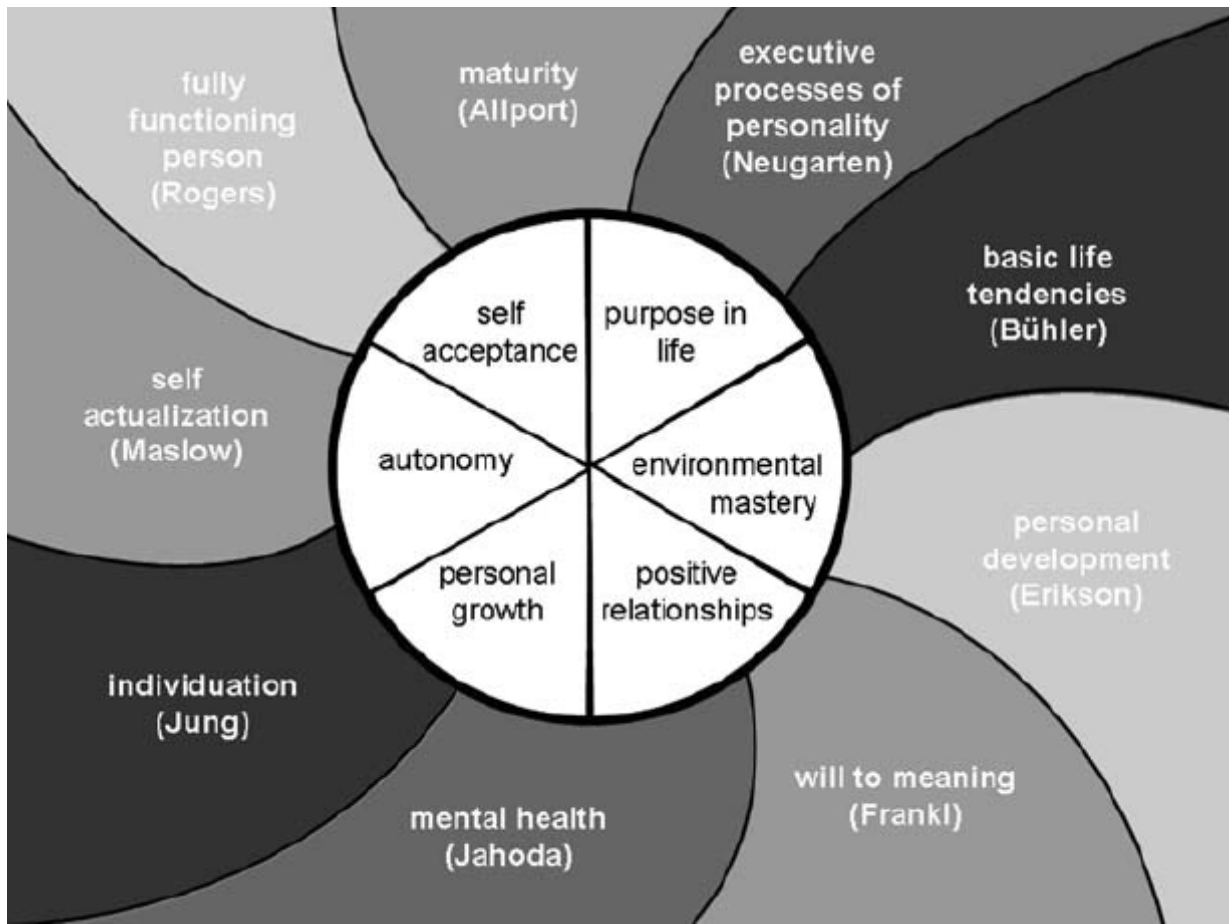 fully
functioning
person
(Rogers)
maturity
(Allport)
executive
processes of
personality
(Neugarten)
basic life
tendencies
(Bühler)
personal
development
(Erikson)
will to meaning
(Frankl)
mental health
(Jahoda)
individuation
(Jung)
self
actualization
(Maslow)
self
acceptance
purpose in
life
environmental
mastery
positive
relationships
personal
growth
autonomy